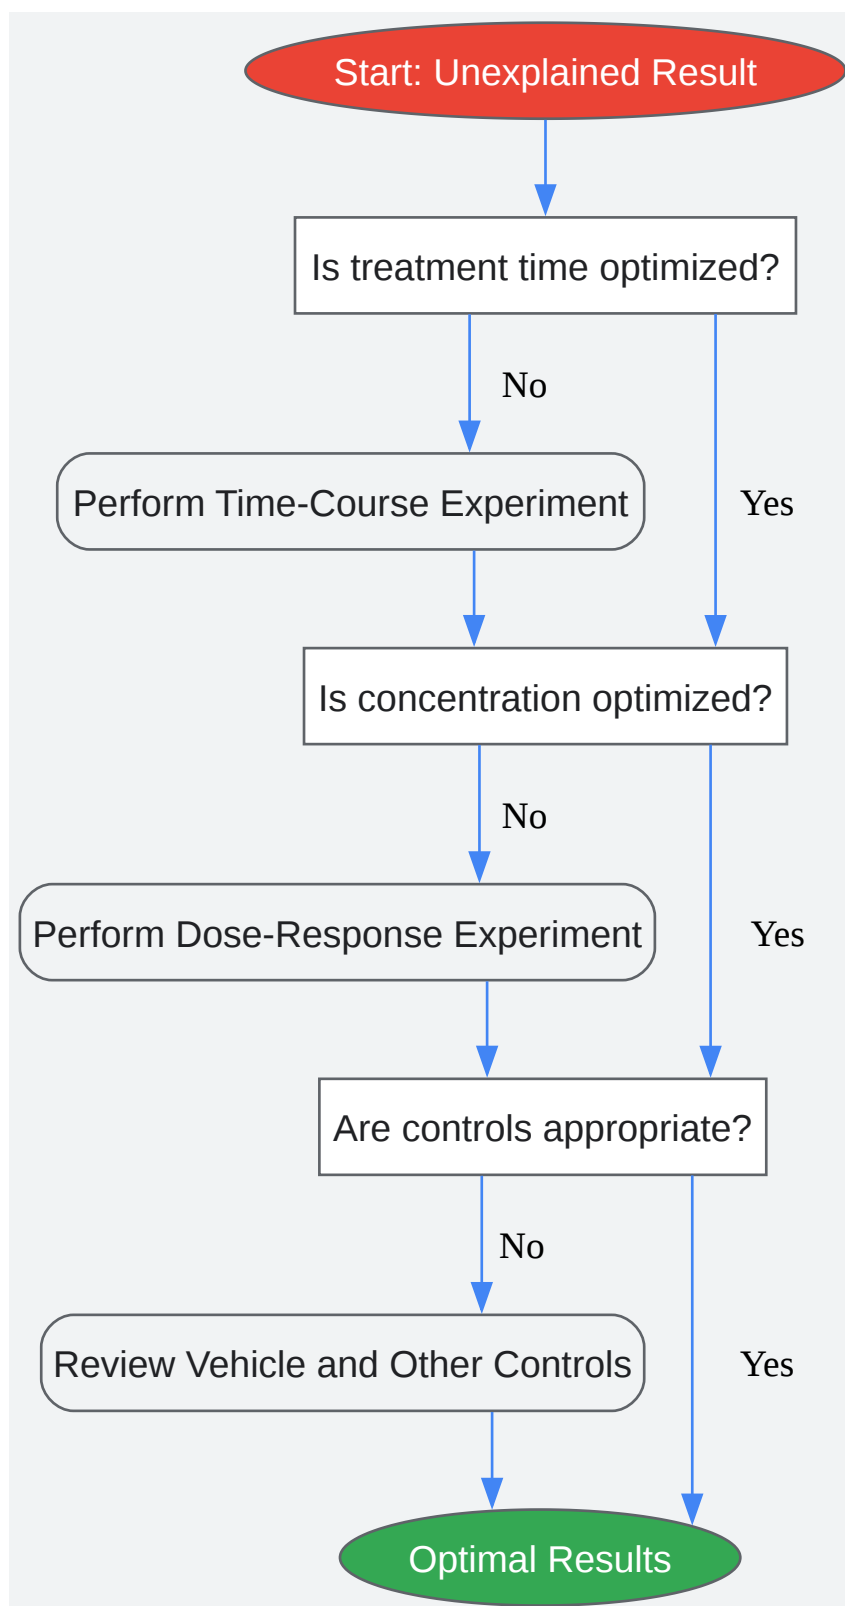 Start: Unexplained Result
Is treatment time optimized?
No
Perform Time-Course Experiment
Yes
Is concentration optimized?
No
Perform Dose-Response Experiment
Yes
Are controls appropriate?
No
Review Vehicle and Other Controls
Yes
Optimal Results